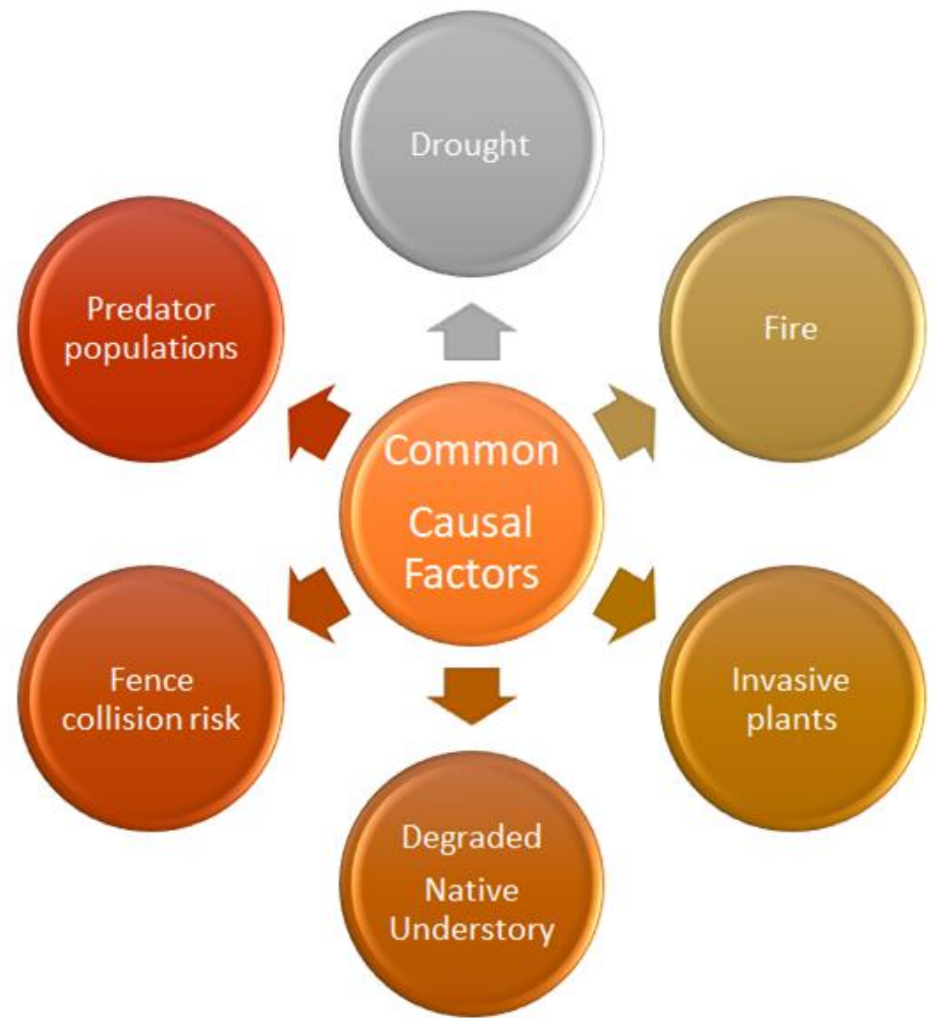 Drought
Predator
populations
Fire
Common
Causal
Factors
Fence
collision risk
Invasive
plants
Degraded
Native
Understory